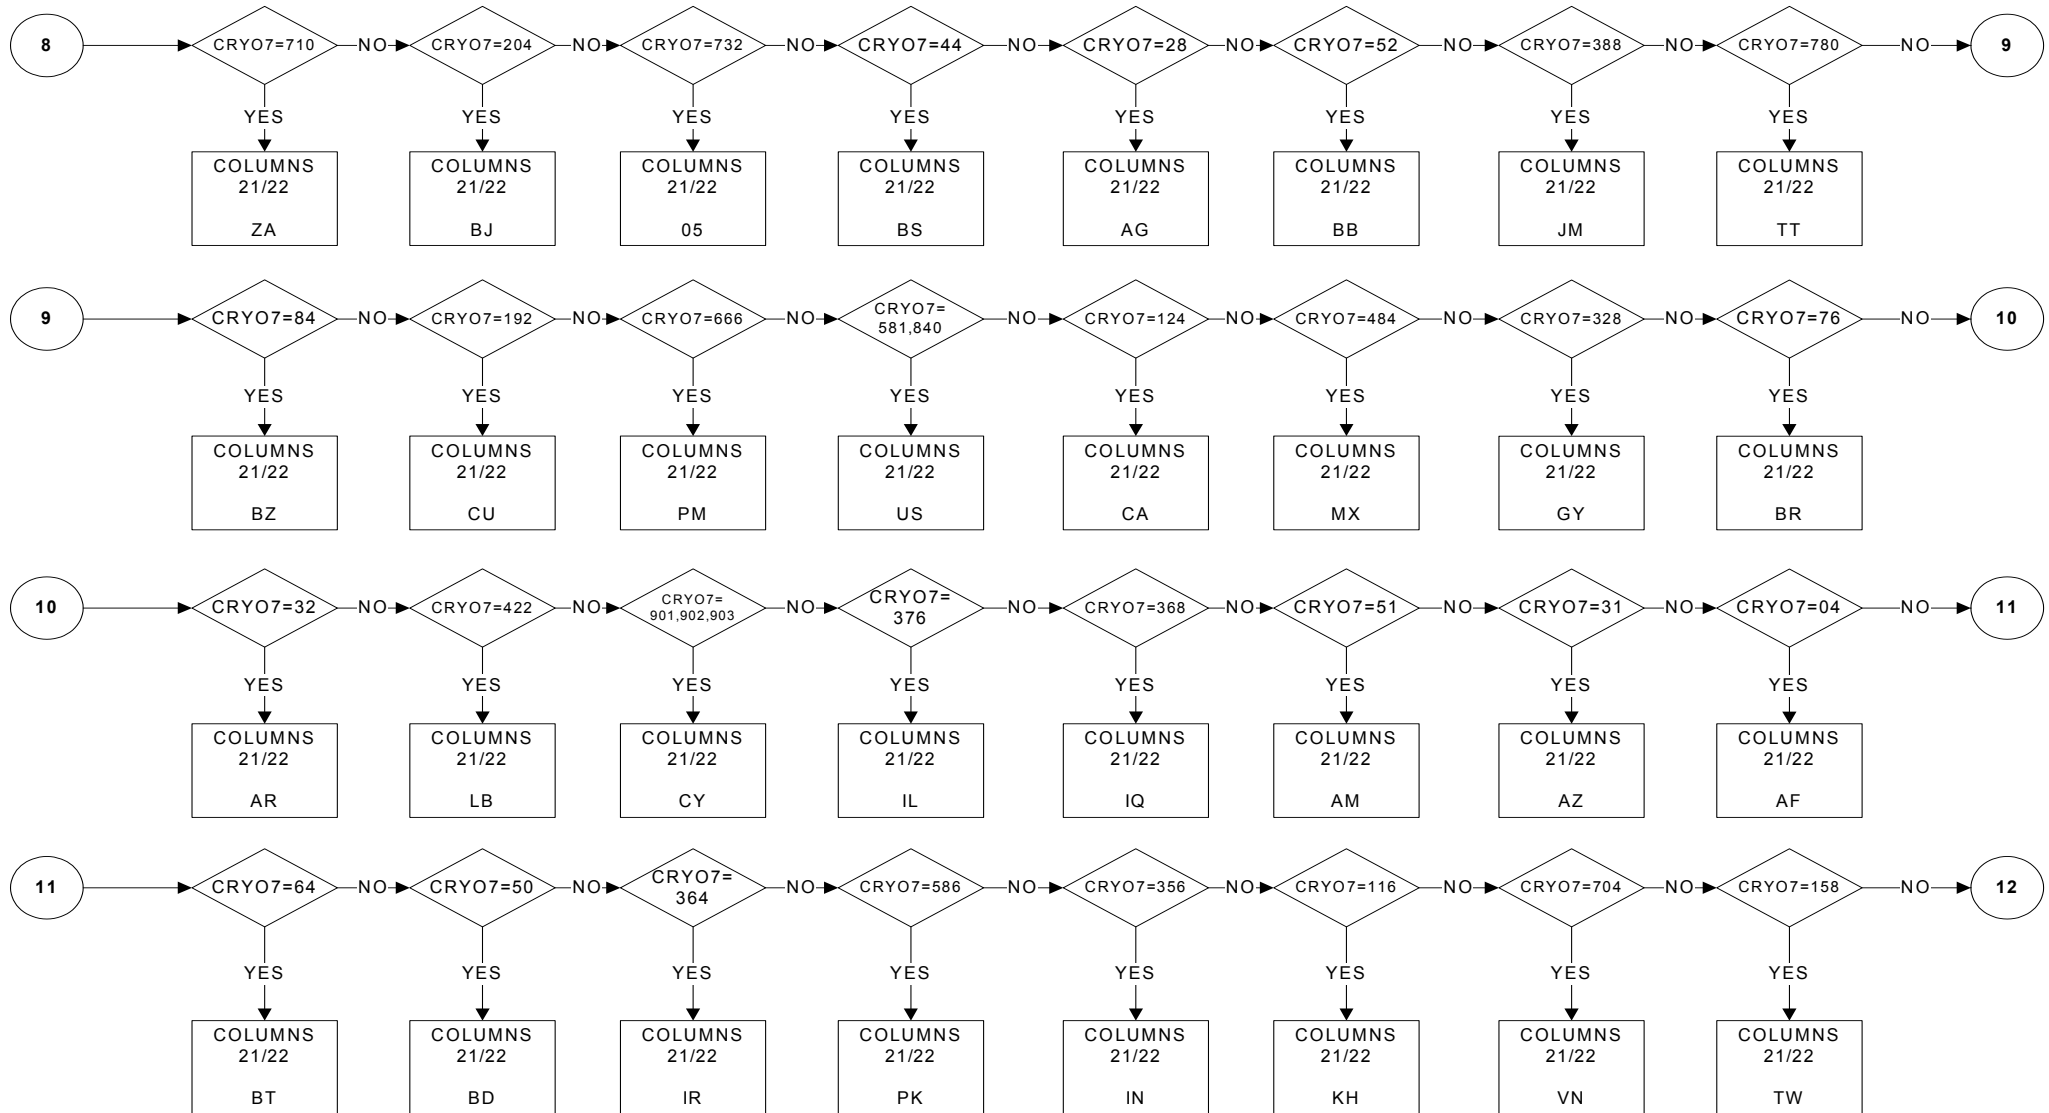 8 CRYO7=710 NO CRYO7=204 NO CRYO7=732 NO CRYO7=44 NO CRYO7=28 NO CRYO7=52 NO CRYO7=388 NO CRYO7=780 NO 9
YES YES YES YES YES YES YES YES
COLUMNS COLUMNS COLUMNS COLUMNS COLUMNS COLUMNS COLUMNS COLUMNS
21/22 21/22 21/22 21/22 21/22 21/22 21/22 21/22
ZA BJ 05 BS AG BB JM TT
9 CRYO7=84 NO CRYO7=192 NO CRYO7=666 NO CRYO7= 581,840 NO CRYO7=124 NO CRYO7=484 NO CRYO7=328 NO CRYO7=76 NO 10
YES YES YES YES YES YES YES YES
COLUMNS COLUMNS COLUMNS COLUMNS COLUMNS COLUMNS COLUMNS COLUMNS
21/22 21/22 21/22 21/22 21/22 21/22 21/22 21/22
BZ CU PM US CA MX GY BR
10 CRYO7=32 NO CRYO7=422 NO CRYO7= 901,902,903 NO CRYO7= 376 NO CRYO7=368 NO CRYO7=51 NO CRYO7=31 NO CRYO7=04 NO 11
YES YES YES YES YES YES YES YES
COLUMNS COLUMNS COLUMNS COLUMNS COLUMNS COLUMNS COLUMNS COLUMNS
21/22 21/22 21/22 21/22 21/22 21/22 21/22 21/22
AR LB CY IL IQ AM AZ AF
11 CRYO7=64 NO CRYO7=50 NO CRYO7= 364 NO CRYO7=586 NO CRYO7=356 NO CRYO7=116 NO CRYO7=704 NO CRYO7=158 NO 12
YES YES YES YES YES YES YES YES
COLUMNS COLUMNS COLUMNS COLUMNS COLUMNS COLUMNS COLUMNS COLUMNS
21/22 21/22 21/22 21/22 21/22 21/22 21/22 21/22
BT BD IR PK IN KH VN TW